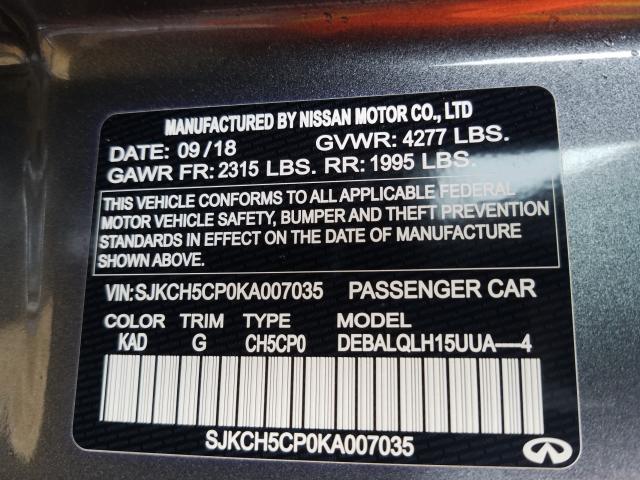 MANUFACTURED BY NISSAN MOTOR CO., LTD
DATE: 09/18 GVWR: 4277 LBS.
GAWR FR: 2315 LBS. RR: 1995 LBS.
THIS VEHICLE CONFORMS TO ALL APPLICABLE FEDERAL
MOTOR VEHICLE SAFETY, BUMPER AND THEFT PREVENTION
STANDARDS IN EFFECT ON THE DATE OF MANUFACTURE
SHOWN ABOVE.
VIN:SJKCH5CP0KA007035 PASSENGER CAR
COLOR TRIM TYPE MODEL
KAD G CH5CP0 DEBALQLH15UUA—4
SJKCH5CP0KA007035